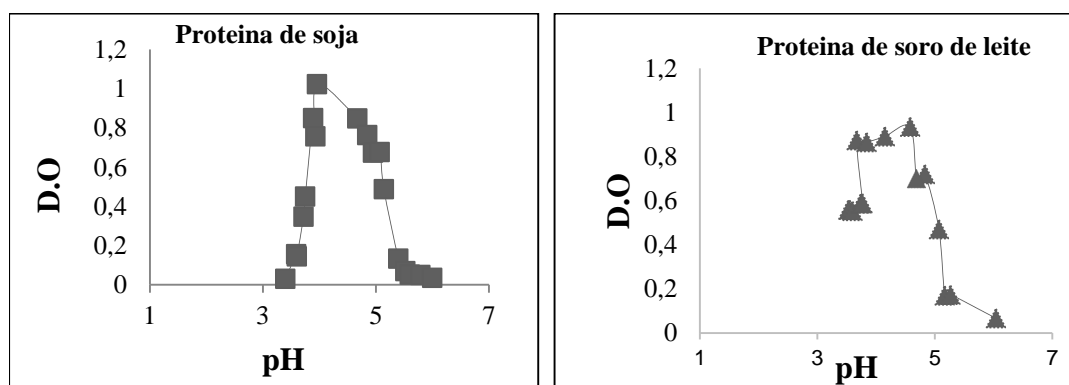 Proteina de soja
1,2
1
0,8
0,6
0,4
0,2
0
D.O
1 3 5 7
pH
Proteina de soro de leite
1,2
1
0,8
0,6
0,4
0,2
0
D.O
1 3 5 7
pH